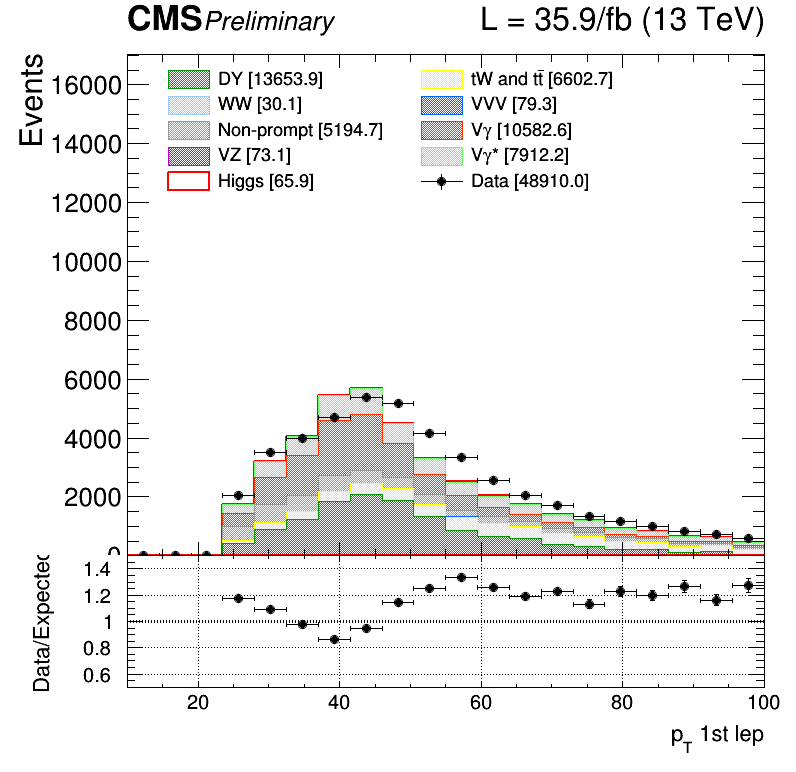 CMS Preliminary L = 35.9/fb (13 TeV)
Events
16000
14000
12000
10000
8000
6000
4000
2000
0
DY [13653.9]
WW [30.1]
Non-prompt [5194.7]
VZ [73.1]
Higgs [65.9]
tW and tt̄ [6602.7]
VVV [79.3]
Vγ [10582.6]
Vγ* [7912.2]
Data [48910.0]
Data/Expected
1.4
1.2
1
0.8
0.6
20 40 60 80 100
p_T 1st lep